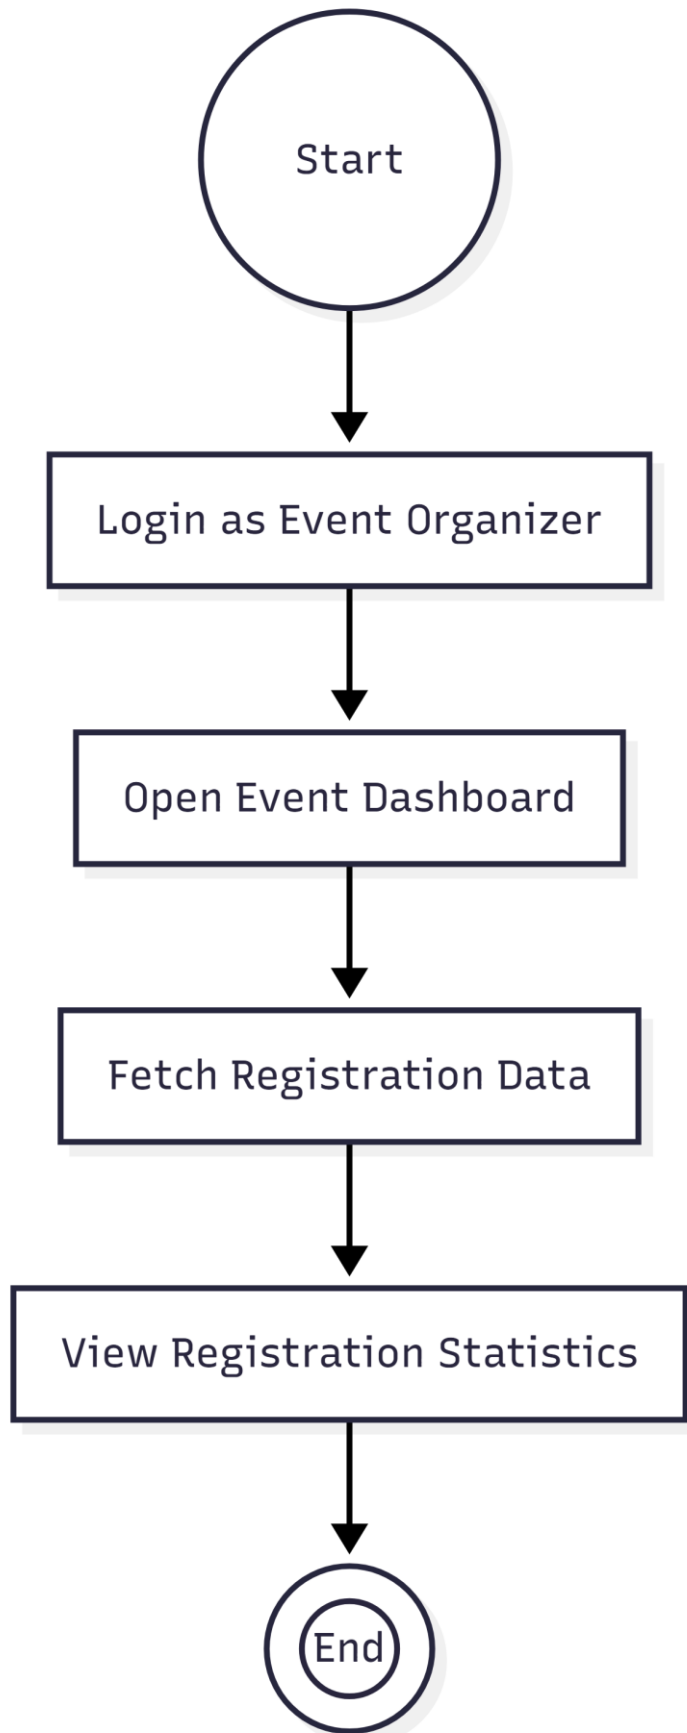 Start
Login as Event Organizer
Open Event Dashboard
Fetch Registration Data
View Registration Statistics
End